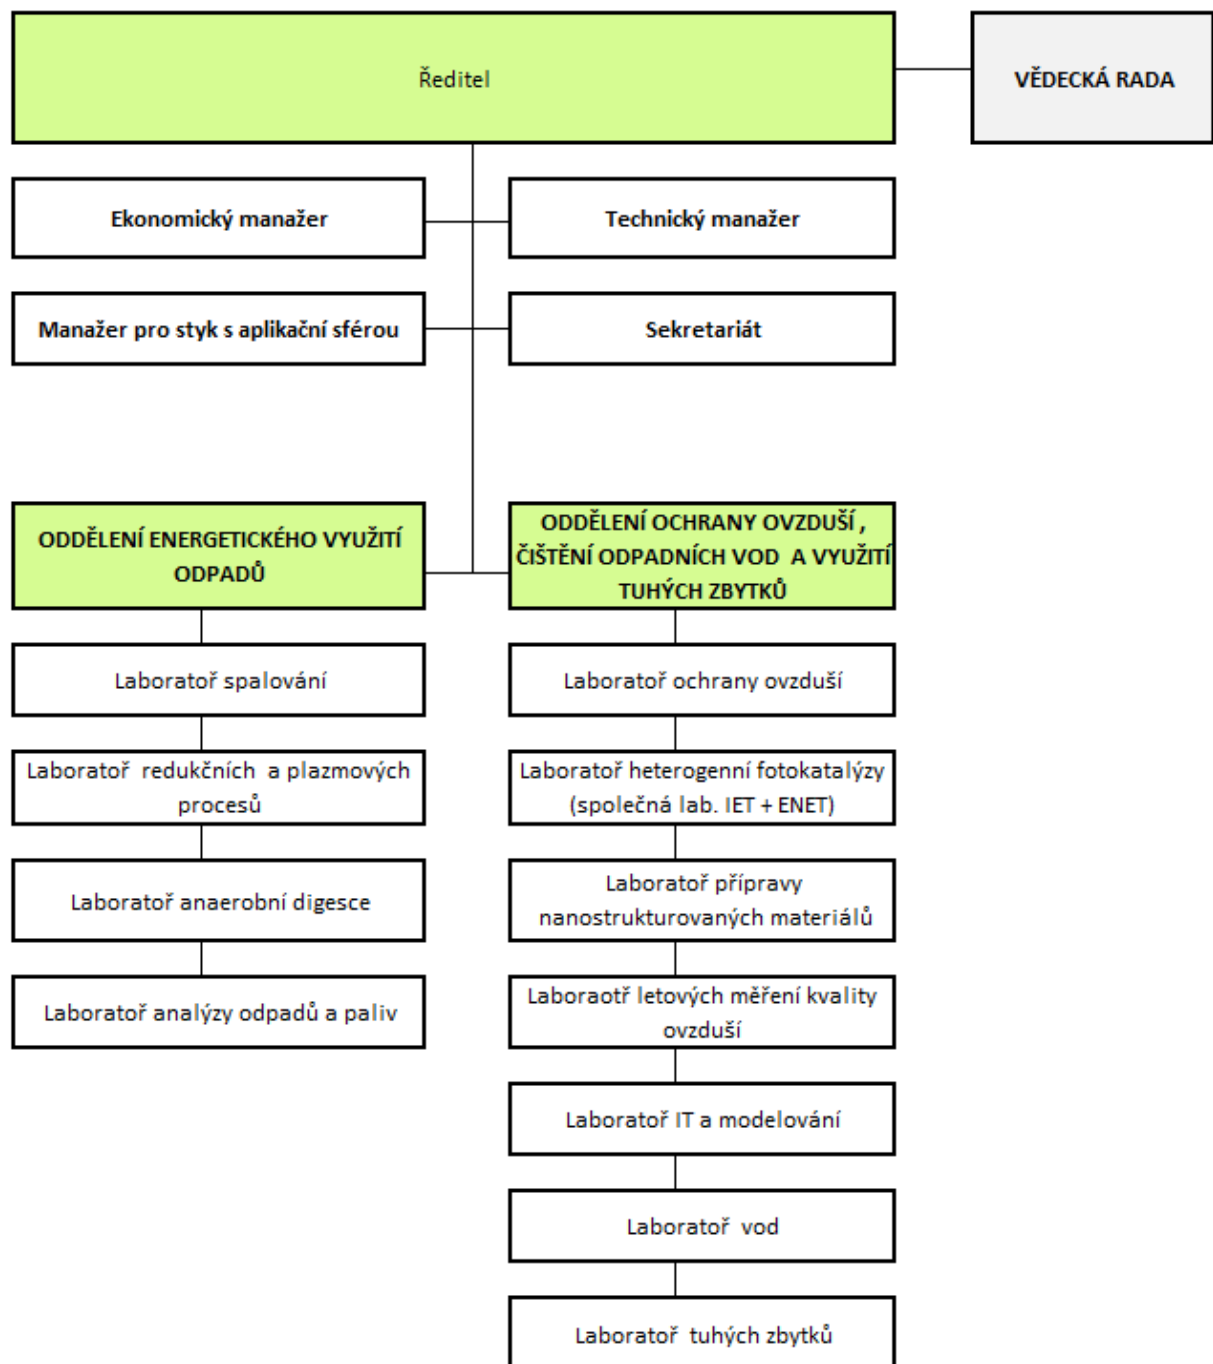 Ředitel
VĚDECKÁ RADA
Ekonomický manažer
Technický manažer
Manažer pro styk s aplikační sférou
Sekretariát
ODDĚLENÍ ENERGETICKÉHO VYUŽITÍ
ODPADŮ
ODDĚLENÍ OCHRANY OVZDUŠÍ ,
ČIŠTĚNÍ ODPADNÍCH VOD A VYUŽITÍ
TUHÝCH ZBYTKŮ
Laboratoř spalování
Laboratoř redukčních a plazmových
procesů
Laboratoř anaerobní digesce
Laboratoř analýzy odpadů a paliv
Laboratoř ochrany ovzduší
Laboratoř heterogenní fotokatalýzy
(společná lab. IET + ENET)
Laboratoř přípravy
nanostrukturovaných materiálů
Laboraotř letových měření kvality
ovzduší
Laboratoř IT a modelování
Laboratoř vod
Laboratoř tuhých zbytků